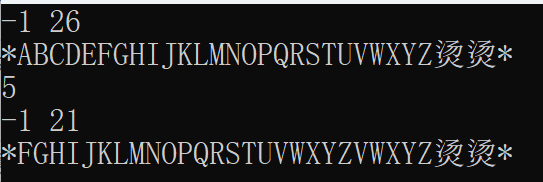 -1 26
*ABCDEFGHIJKLMNOPQRSTUVWXYZ烫烫*
5
-1 21
*FGHIJKLMNOPQRSTUVWXYZVWXYZ烫烫*